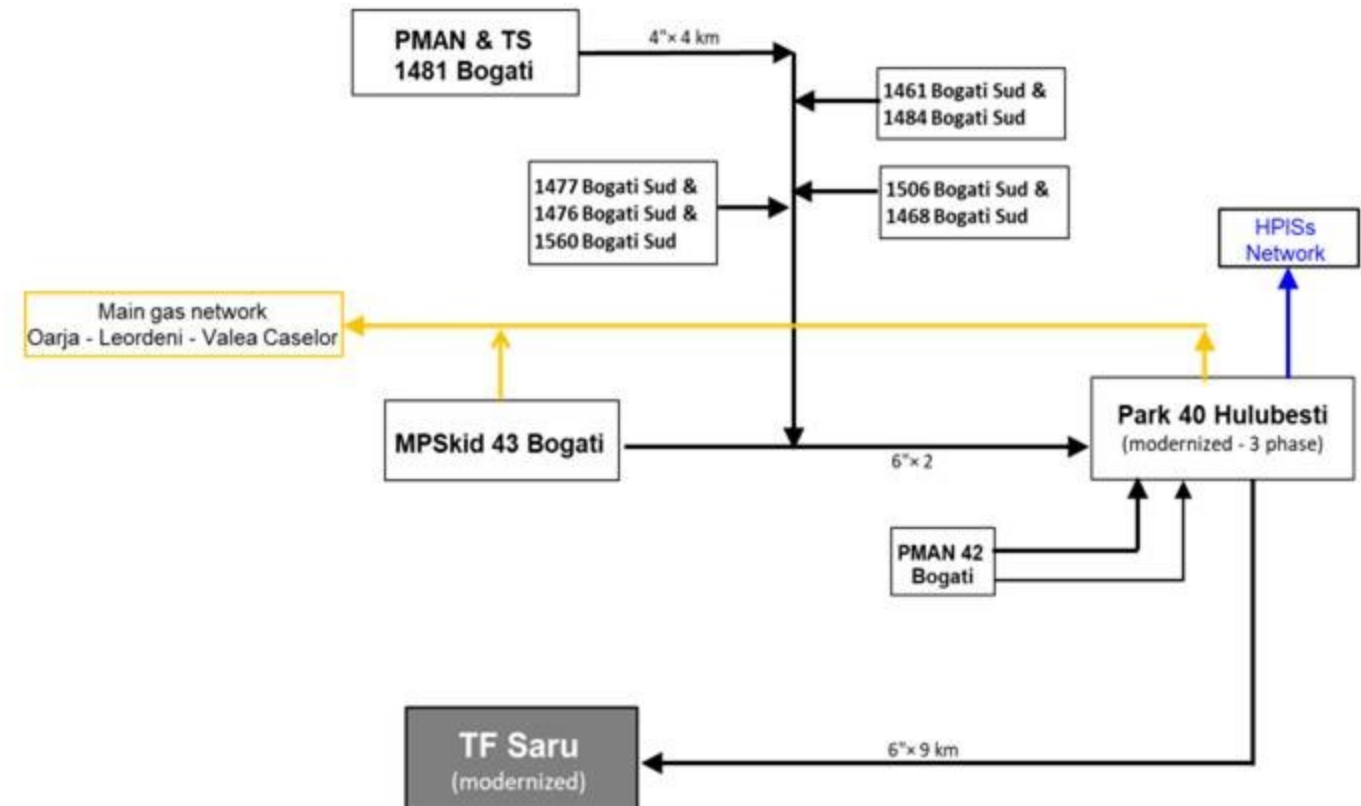 PMAN & TS
1481 Bogati
4"× 4 km
1461 Bogati Sud &
1484 Bogati Sud
1477 Bogati Sud &
1476 Bogati Sud &
1560 Bogati Sud
1506 Bogati Sud &
1468 Bogati Sud
HPISs
Network
Main gas network
Oarja - Leordeni - Valea Caselor
MPSkid 43 Bogati
6"× 2
Park 40 Hulubesti
(modernized - 3 phase)
PMAN 42
Bogati
TF Saru
(modernized)
6"× 9 km